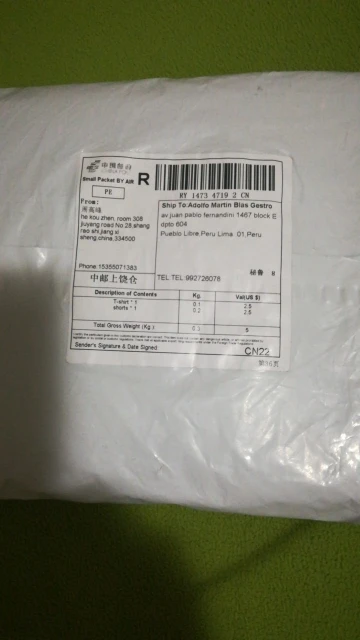 中国邮政
CHINA POST
Small Packet BY AIR
R
PE
RY 1473 4719 2 CN
From:
he kou zhen, room 308
jiuyang road No.28,shang
rao shi,jiang xi
sheng,china,334500
Phone:15355071383
Ship To:Adolfo Martin Blas Gestro
av juan pablo fernandini 1467 block E
dpto 604
Pueblo Libre,Peru Lima 01,Peru
秘鲁 R
中邮上饶仓
TEL:TEL:992726078
Description of Contents Kg. Val(US $)
T-shirt * 1 0.1 2.5
shorts * 1 0.2 2.5
Total Gross Weight (Kg.) 0.3 5
Sender's Signature & Date Signed
CN22